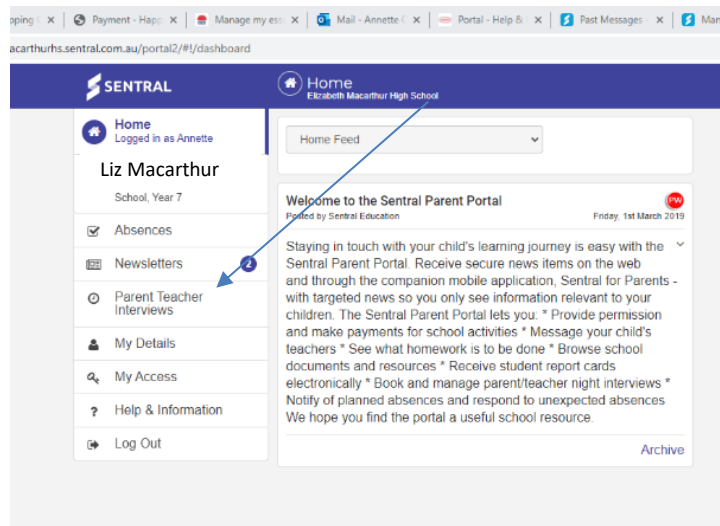 Payment - Happ
Manage my ess
Mail - Annette
Portal - Help &
Past Messages
Man
acarthurhs.sentral.com.au/portal2/#!/dashboard
SENTRAL
Home
Elizabeth Macarthur High School
Home
Logged in as Annette
Liz Macarthur
School, Year 7
Absences
Newsletters
2
Parent Teacher
Interviews
My Details
My Access
? Help & Information
Log Out
Home Feed
Welcome to the Sentral Parent Portal
PW
Posted by Sentral Education
Friday, 1st March 2019
Staying in touch with your child's learning journey is easy with the
Sentral Parent Portal. Receive secure news items on the web
and through the companion mobile application, Sentral for Parents -
with targeted news so you only see information relevant to your
children. The Sentral Parent Portal lets you: * Provide permission
and make payments for school activities * Message your child's
teachers * See what homework is to be done * Browse school
documents and resources * Receive student report cards
electronically * Book and manage parent/teacher night interviews *
Notify of planned absences and respond to unexpected absences
We hope you find the portal a useful school resource.
Archive